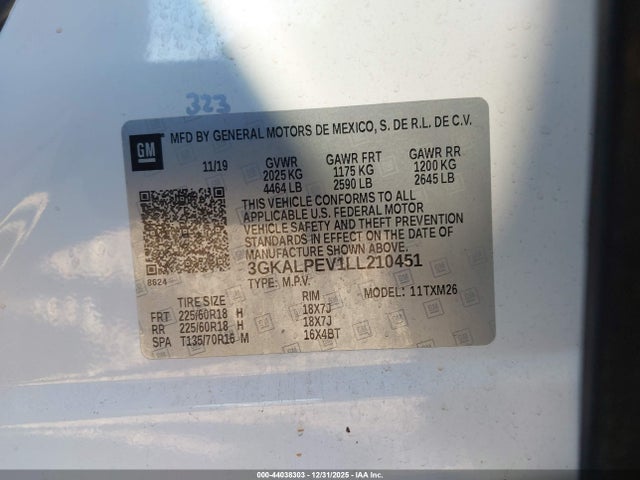 323
GM
MFD BY GENERAL MOTORS DE MEXICO, S. DE R.L. DE C.V.
11/19 GVWR GAWR FRT GAWR RR
2025 KG 1175 KG 1200 KG
4464 LB 2590 LB 2645 LB
THIS VEHICLE CONFORMS TO ALL
APPLICABLE U.S. FEDERAL MOTOR
VEHICLE SAFETY AND THEFT PREVENTION
STANDARDS IN EFFECT ON THE DATE OF
MANUFACTURE SHOWN ABOVE.
8624 3GKALPEV1LL210451
TYPE: M.P.V. MODEL: 11TXM26
TIRE SIZE RIM
FRT 225/60R18 H 18X7J
RR 225/60R18 H 18X7J
SPA T135/70R16 M 16X4BT
000-44038303 - 12/31/2025 - iaai.com